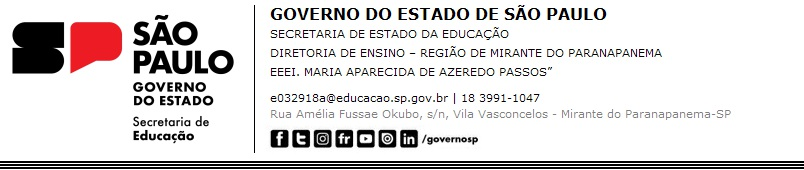 SP
SÃO PAULO
GOVERNO DO ESTADO
Secretaria de
Educação
GOVERNO DO ESTADO DE SÃO PAULO
SECRETARIA DE ESTADO DA EDUCAÇÃO
DIRETORIA DE ENSINO – REGIÃO DE MIRANTE DO PARANAPANEMA
EEEI. MARIA APARECIDA DE AZEREDO PASSOS”
e032918a@educacao.sp.gov.br | 18 3991-1047
Rua Amélia Fussae Okubo, s/n, Vila Vasconcelos - Mirante do Paranapanema-SP
/governosp